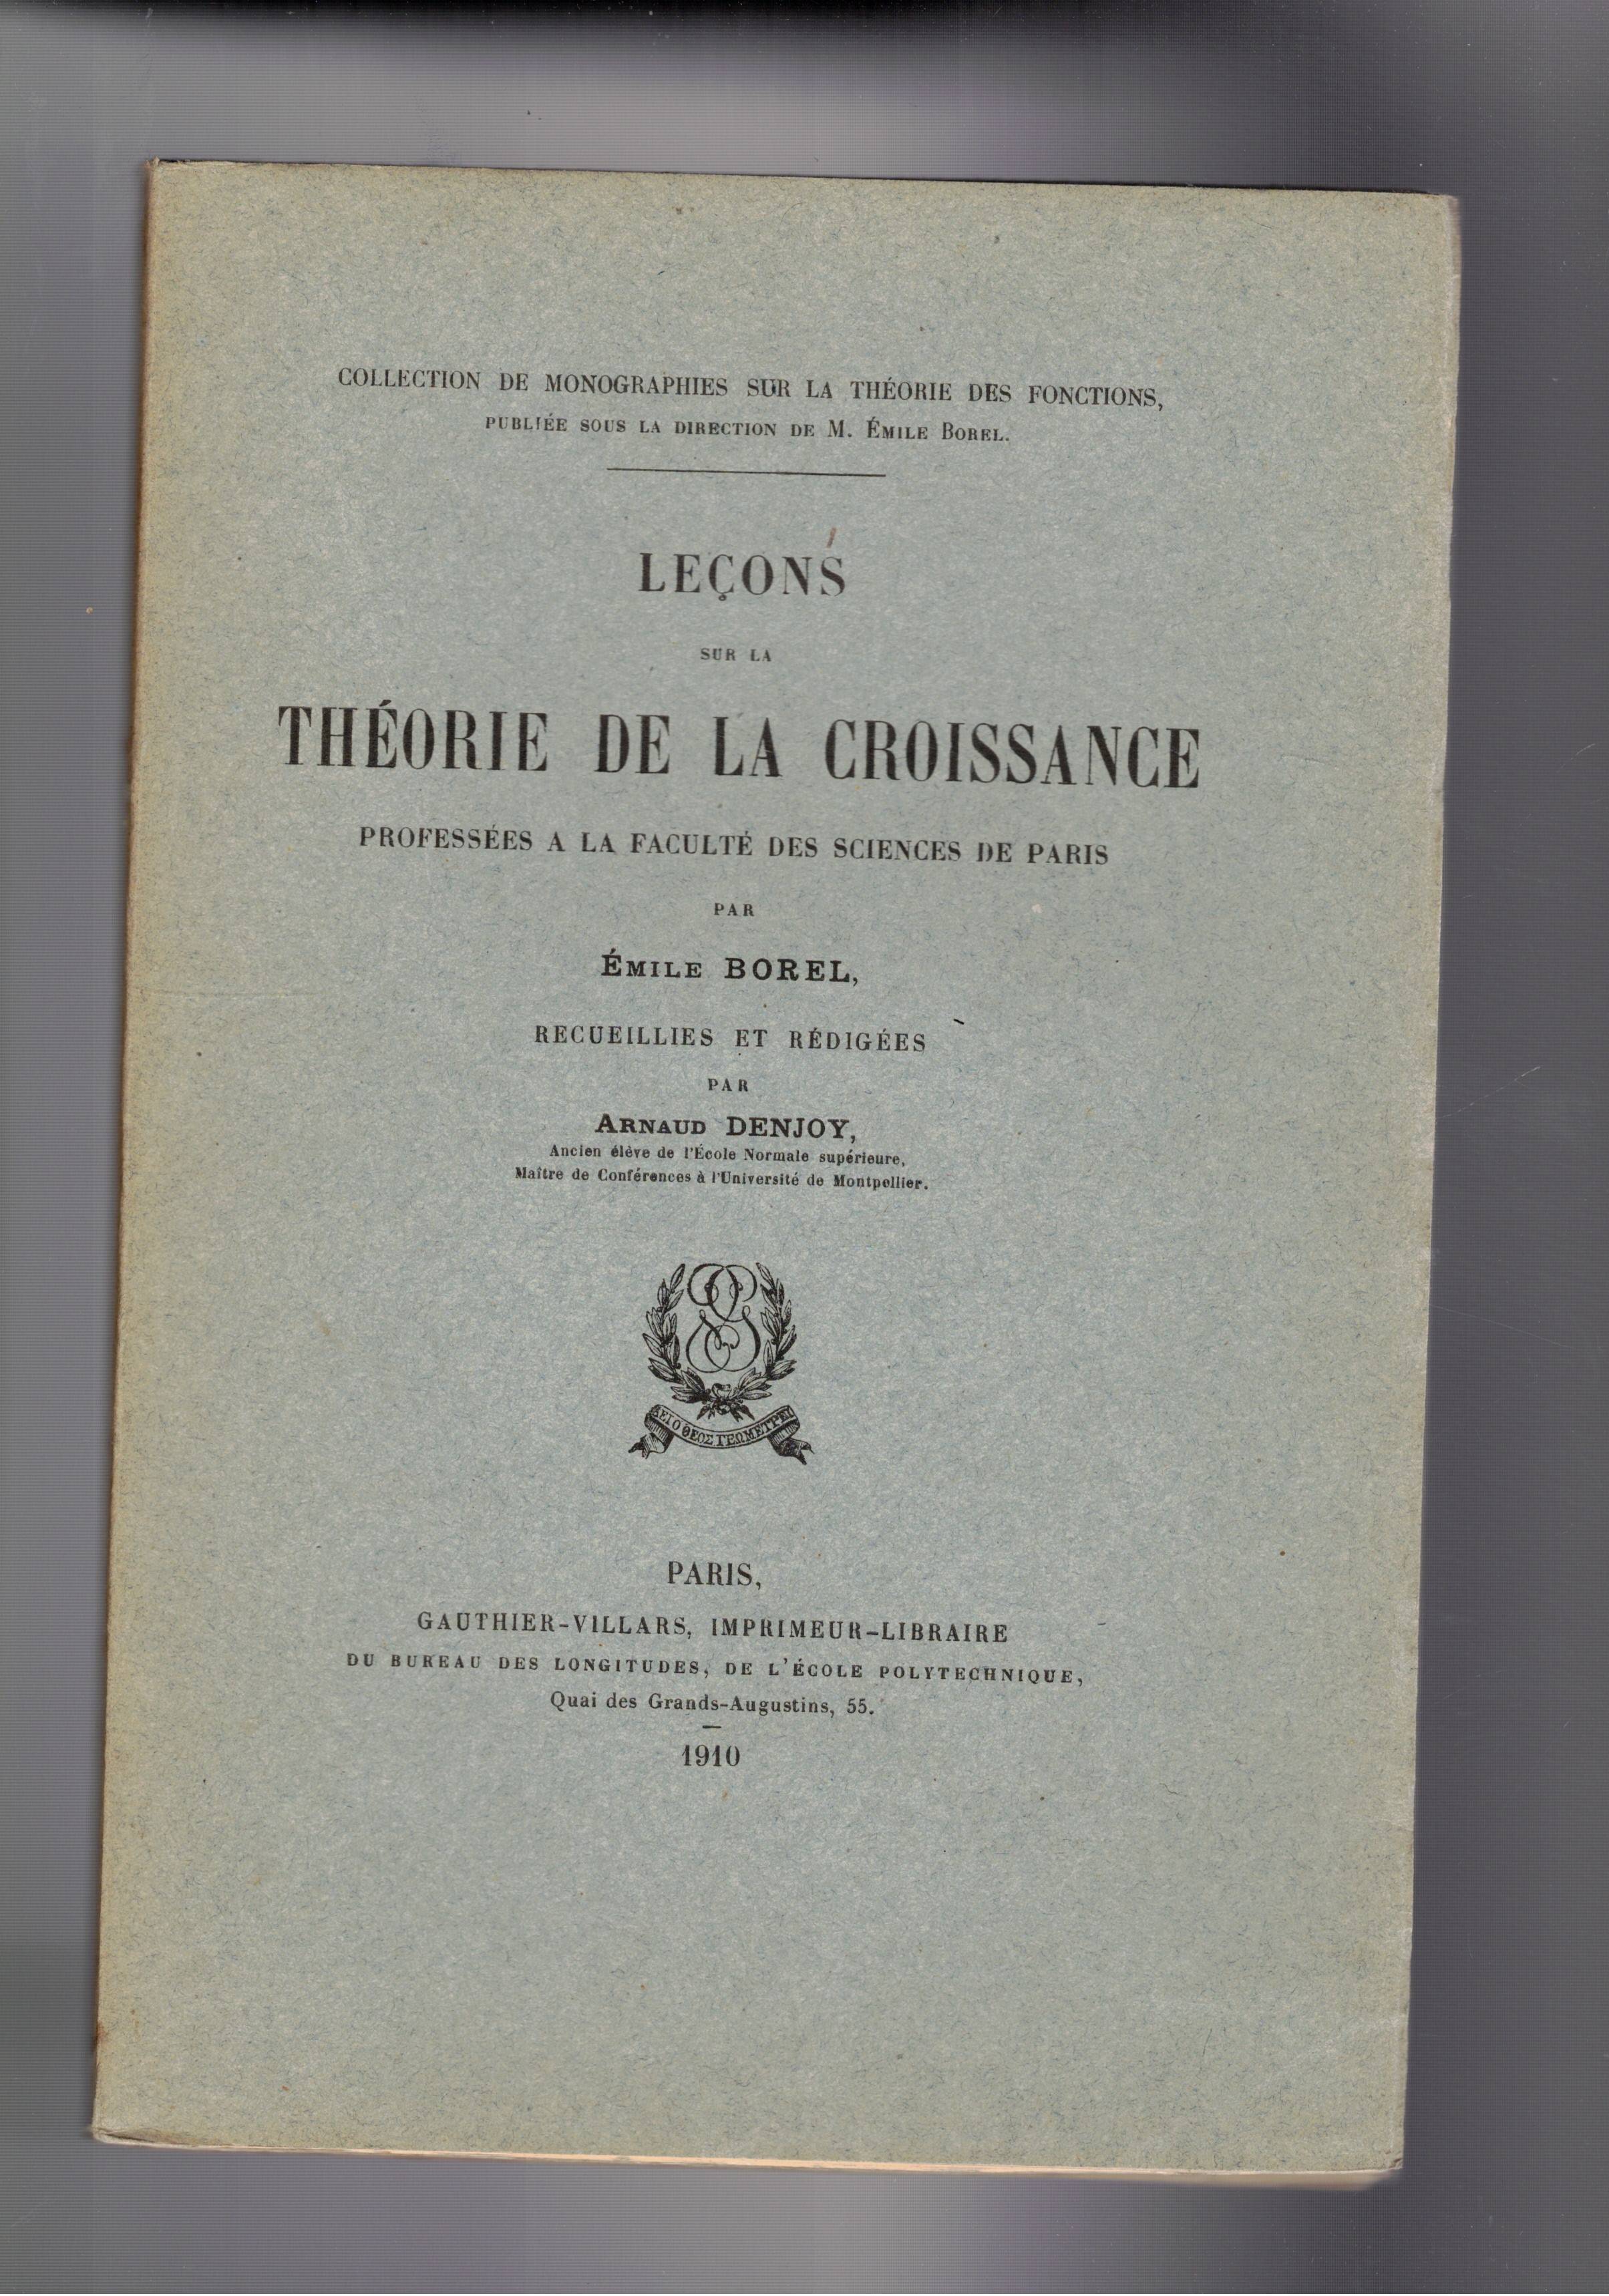 COLLECTION DE MONOGRAPHIES SUR LA THÉORIE DES FONCTIONS,
PUBLIÉE SOUS LA DIRECTION DE M. ÉMILE BOREL.
LEÇONS
SUR LA
THÉORIE DE LA CROISSANCE
PROFESSÉES A LA FACULTÉ DES SCIENCES DE PARIS
PAR
ÉMILE BOREL,
RECUEILLIES ET RÉDIGÉES
PAR
ARNAUD DENJOY,
Ancien élève de l'École Normale supérieure,
Maître de Conférences à l'Université de Montpellier.
ΑΕΙ Ο ΘΕΟΣ ΓΕΩΜΕΤΡΕΙ
PARIS,
GAUTHIER-VILLARS, IMPRIMEUR-LIBRAIRE
DU BUREAU DES LONGITUDES, DE L'ÉCOLE POLYTECHNIQUE,
Quai des Grands-Augustins, 55.
1910